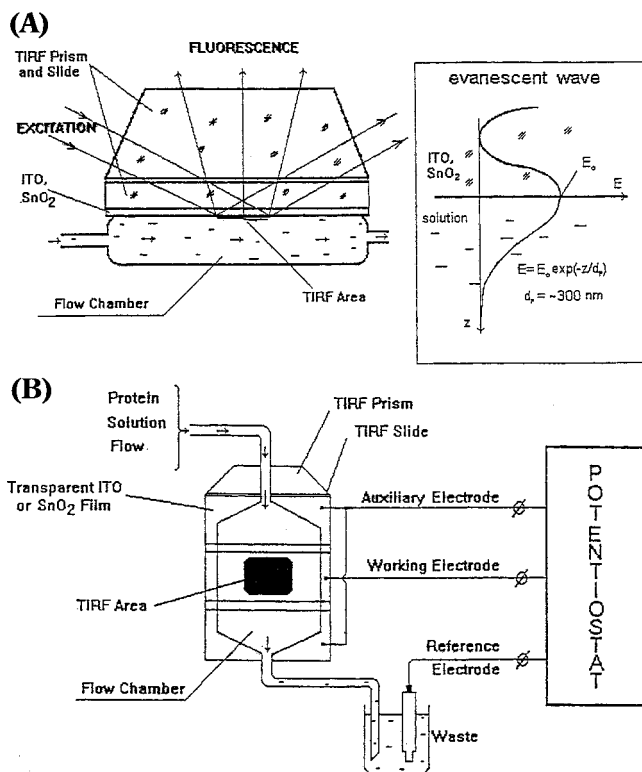 (A)
FLUORESCENCE
TIRF Prism
and Slide
EXCITATION
ITO,
SnO2
TIRF Area
Flow Chamber
evanescent wave
ITO,
SnO2
E₀
E
solution
E=E₀ exp(-z/dₚ)
dₚ = ~300 nm
z
(B)
Protein
Solution
Flow
TIRF Prism
TIRF Slide
Transparent ITO
or SnO2 Film
Auxiliary Electrode
Working Electrode
TIRF Area
Reference
Electrode
Flow Chamber
Waste
POTENTIOSTAT